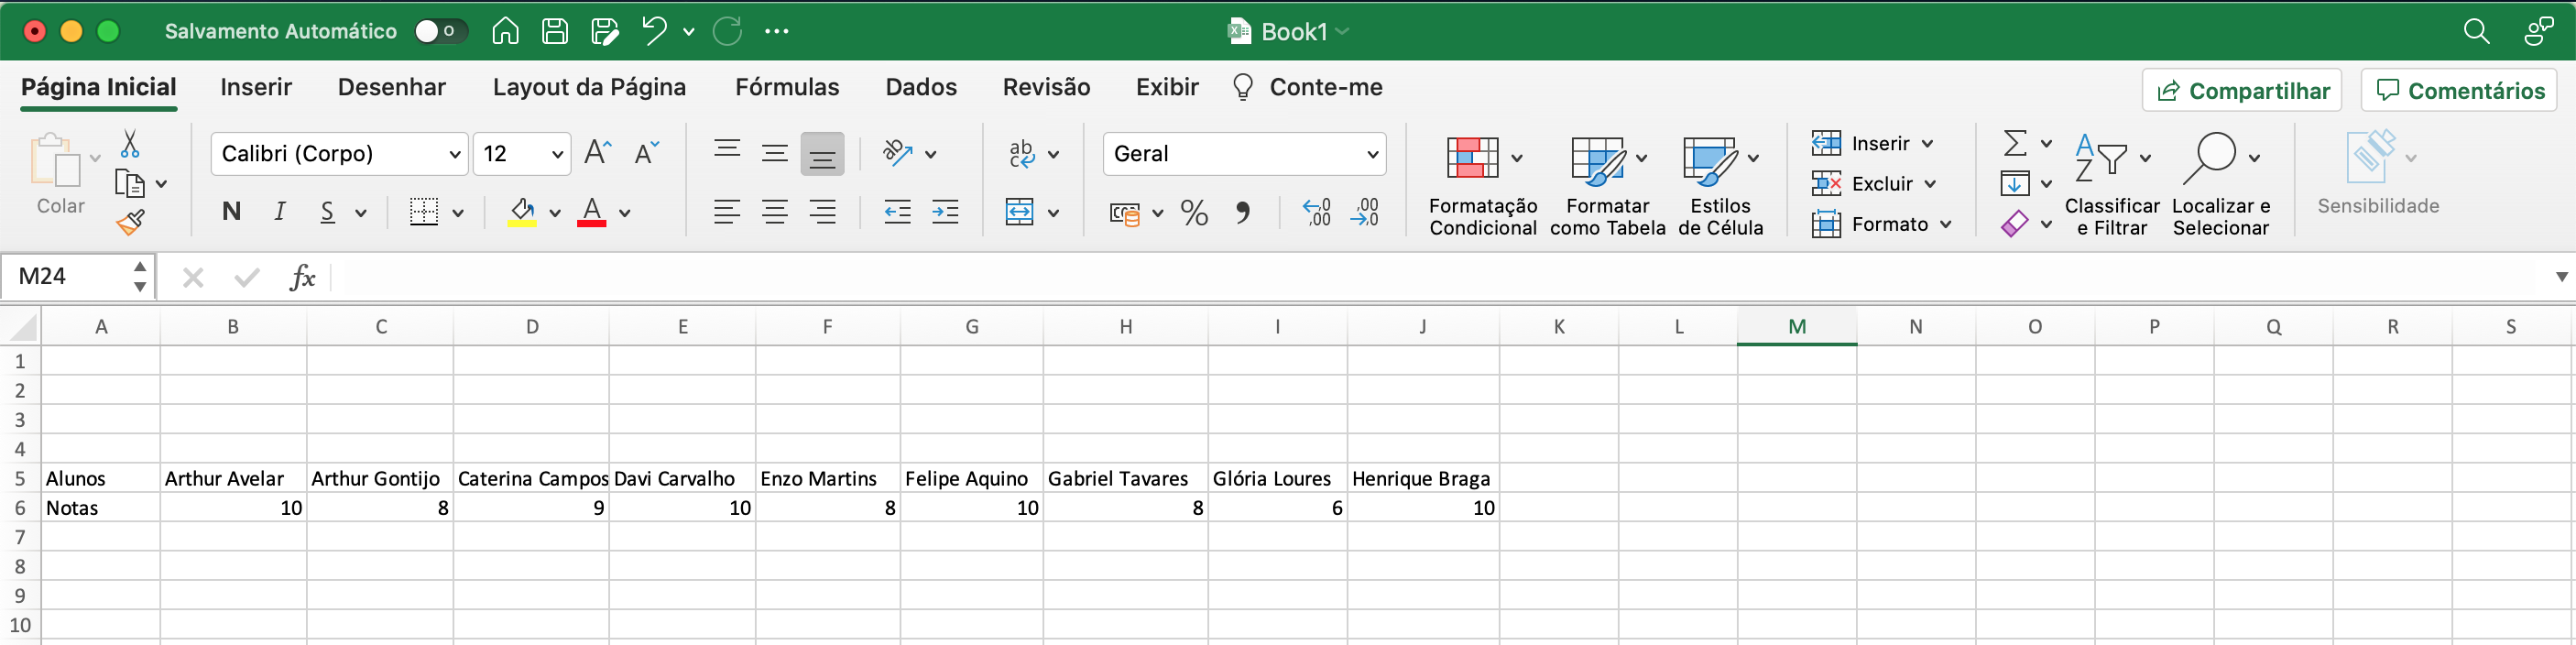 Salvamento Automático
Book1
Página Inicial Inserir Desenhar Layout da Página Fórmulas Dados Revisão Exibir Conte-me Compartilhar Comentários
Colar
Calibri (Corpo) 12 A A
N I S A
ab
ab
c
Geral
% ,00 ,0
Formatação
Condicional
Formatar
como Tabela
Estilos
de Célula
Inserir
Excluir
Formato
A
Z
Classificar
e Filtrar
Localizar e
Selecionar
Sensibilidade
M24 fx
A B C D E F G H I J K L M N O P Q R S
1
2
3
4
5 Alunos Arthur Avelar Arthur Gontijo Caterina Campos Davi Carvalho Enzo Martins Felipe Aquino Gabriel Tavares Glória Loures Henrique Braga
6 Notas 10 8 9 10 8 10 8 6 10
7
8
9
10